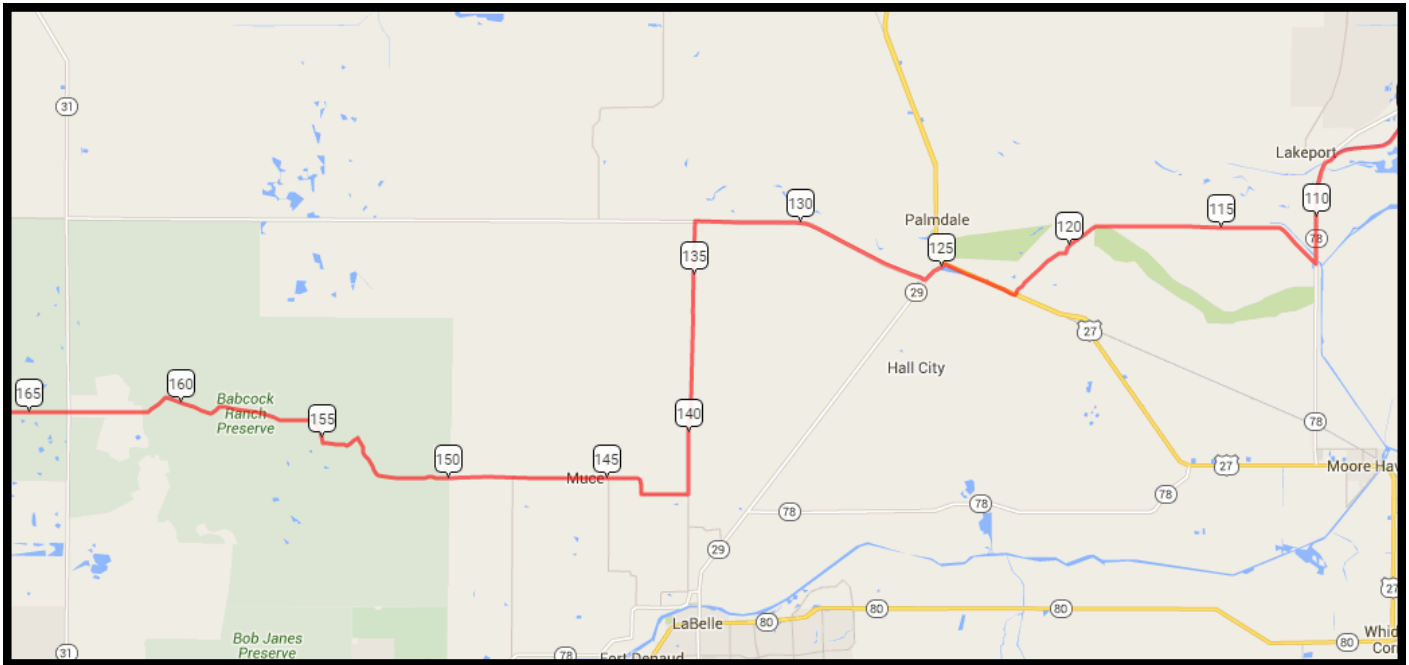 31
Lakeport
130
110
115
Palmdale
120
125
78
135
29
27
Hall City
165
160
Babcock
Ranch
Preserve
155
140
78
150
145
Muce
27
Moore Hav
78
78
78
29
27
80
80
LaBelle
80
Whid
Con
80
Bob Janes
Preserve
31
78
Fort Denaud